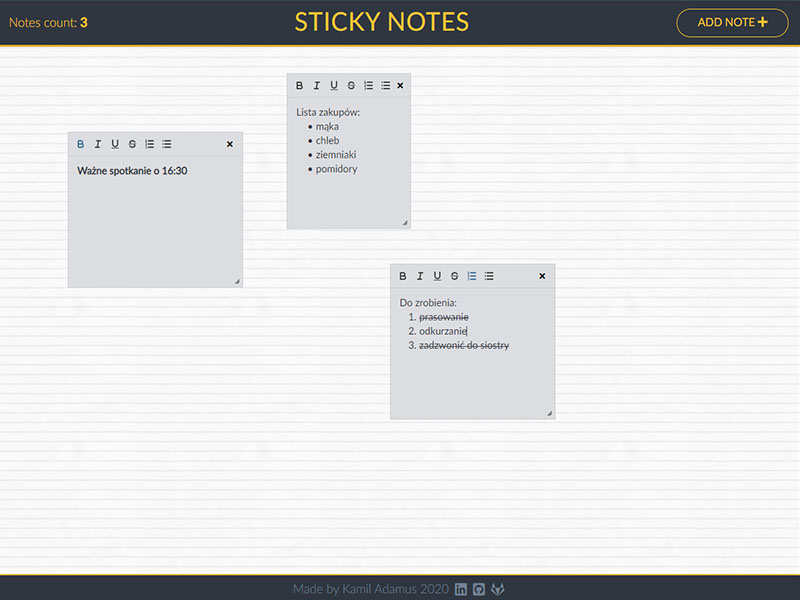 Notes count: 3
STICKY NOTES
ADD NOTE
B I U S
Lista zakupów:
• mąka
• chleb
• ziemniaki
• pomidory
B I U S
Ważne spotkanie o 16:30
B I U S
Do zrobienia:
1. prasowanie
2. odkurzanie
3. zadzwonić do siostry
Made by Kamil Adamus 2020